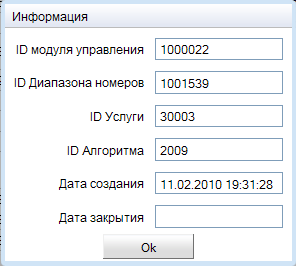 Информация
ID модуля управления 1000022
ID Диапазона номеров 1001539
ID Услуги 30003
ID Алгоритма 2009
Дата создания 11.02.2010 19:31:28
Дата закрытия
Ok